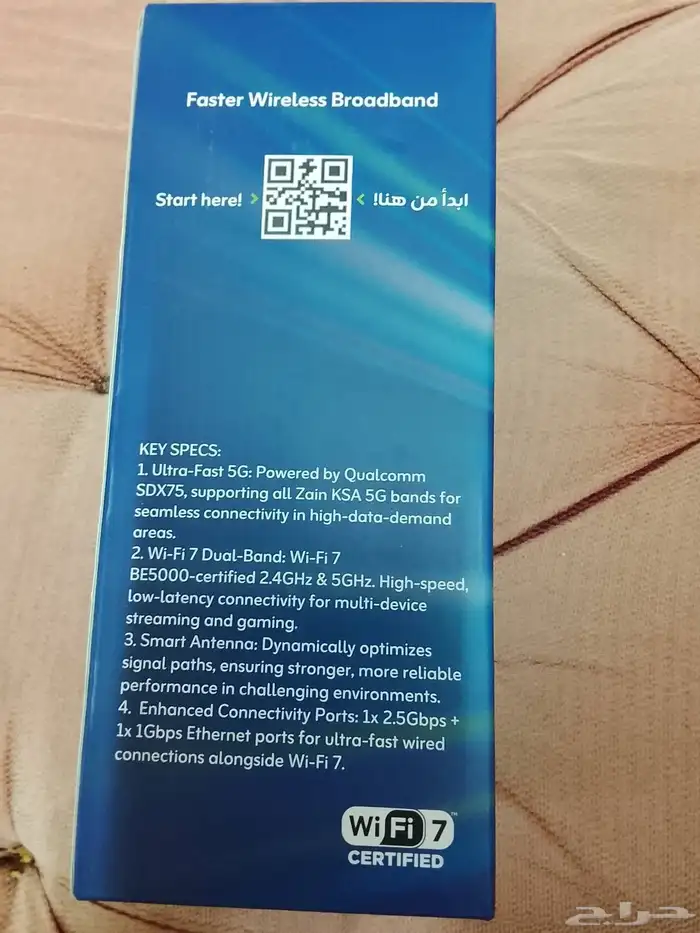 Faster Wireless Broadband
Start here! > < ابدأ من هنا!
KEY SPECS:
1. Ultra-Fast 5G: Powered by Qualcomm
SDX75, supporting all Zain KSA 5G bands for
seamless connectivity in high-data-demand
areas.
2. Wi-Fi 7 Dual-Band: Wi-Fi 7
BE5000-certified 2.4GHz & 5GHz. High-speed,
low-latency connectivity for multi-device
streaming and gaming.
3. Smart Antenna: Dynamically optimizes
signal paths, ensuring stronger, more reliable
performance in challenging environments.
4. Enhanced Connectivity Ports: 1x 2.5Gbps +
1x 1Gbps Ethernet ports for ultra-fast wired
connections alongside Wi-Fi 7.
Wi Fi 7™
CERTIFIED
حراج